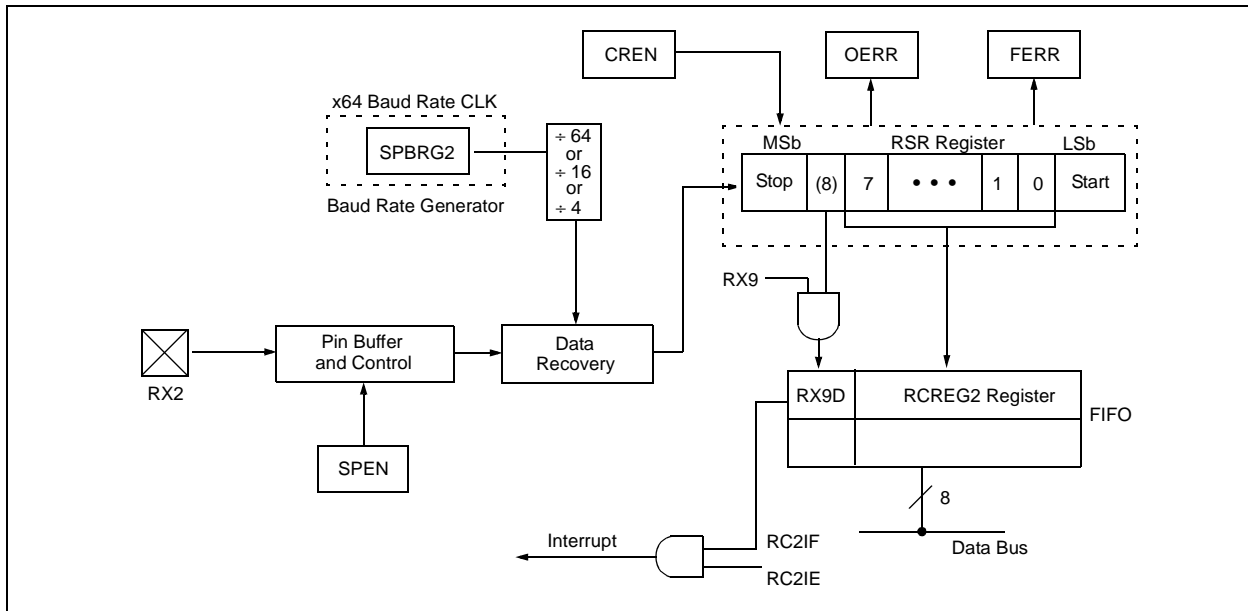 CREN
OERR
FERR
x64 Baud Rate CLK
SPBRG2
Baud Rate Generator
÷ 64
or
÷ 16
or
÷ 4
MSb
RSR Register
LSb
Stop
(8)
7
• • •
1
0
Start
RX9
RX2
Pin Buffer
and Control
Data
Recovery
SPEN
RX9D
RCREG2 Register
FIFO
8
Data Bus
Interrupt
RC2IF
RC2IE